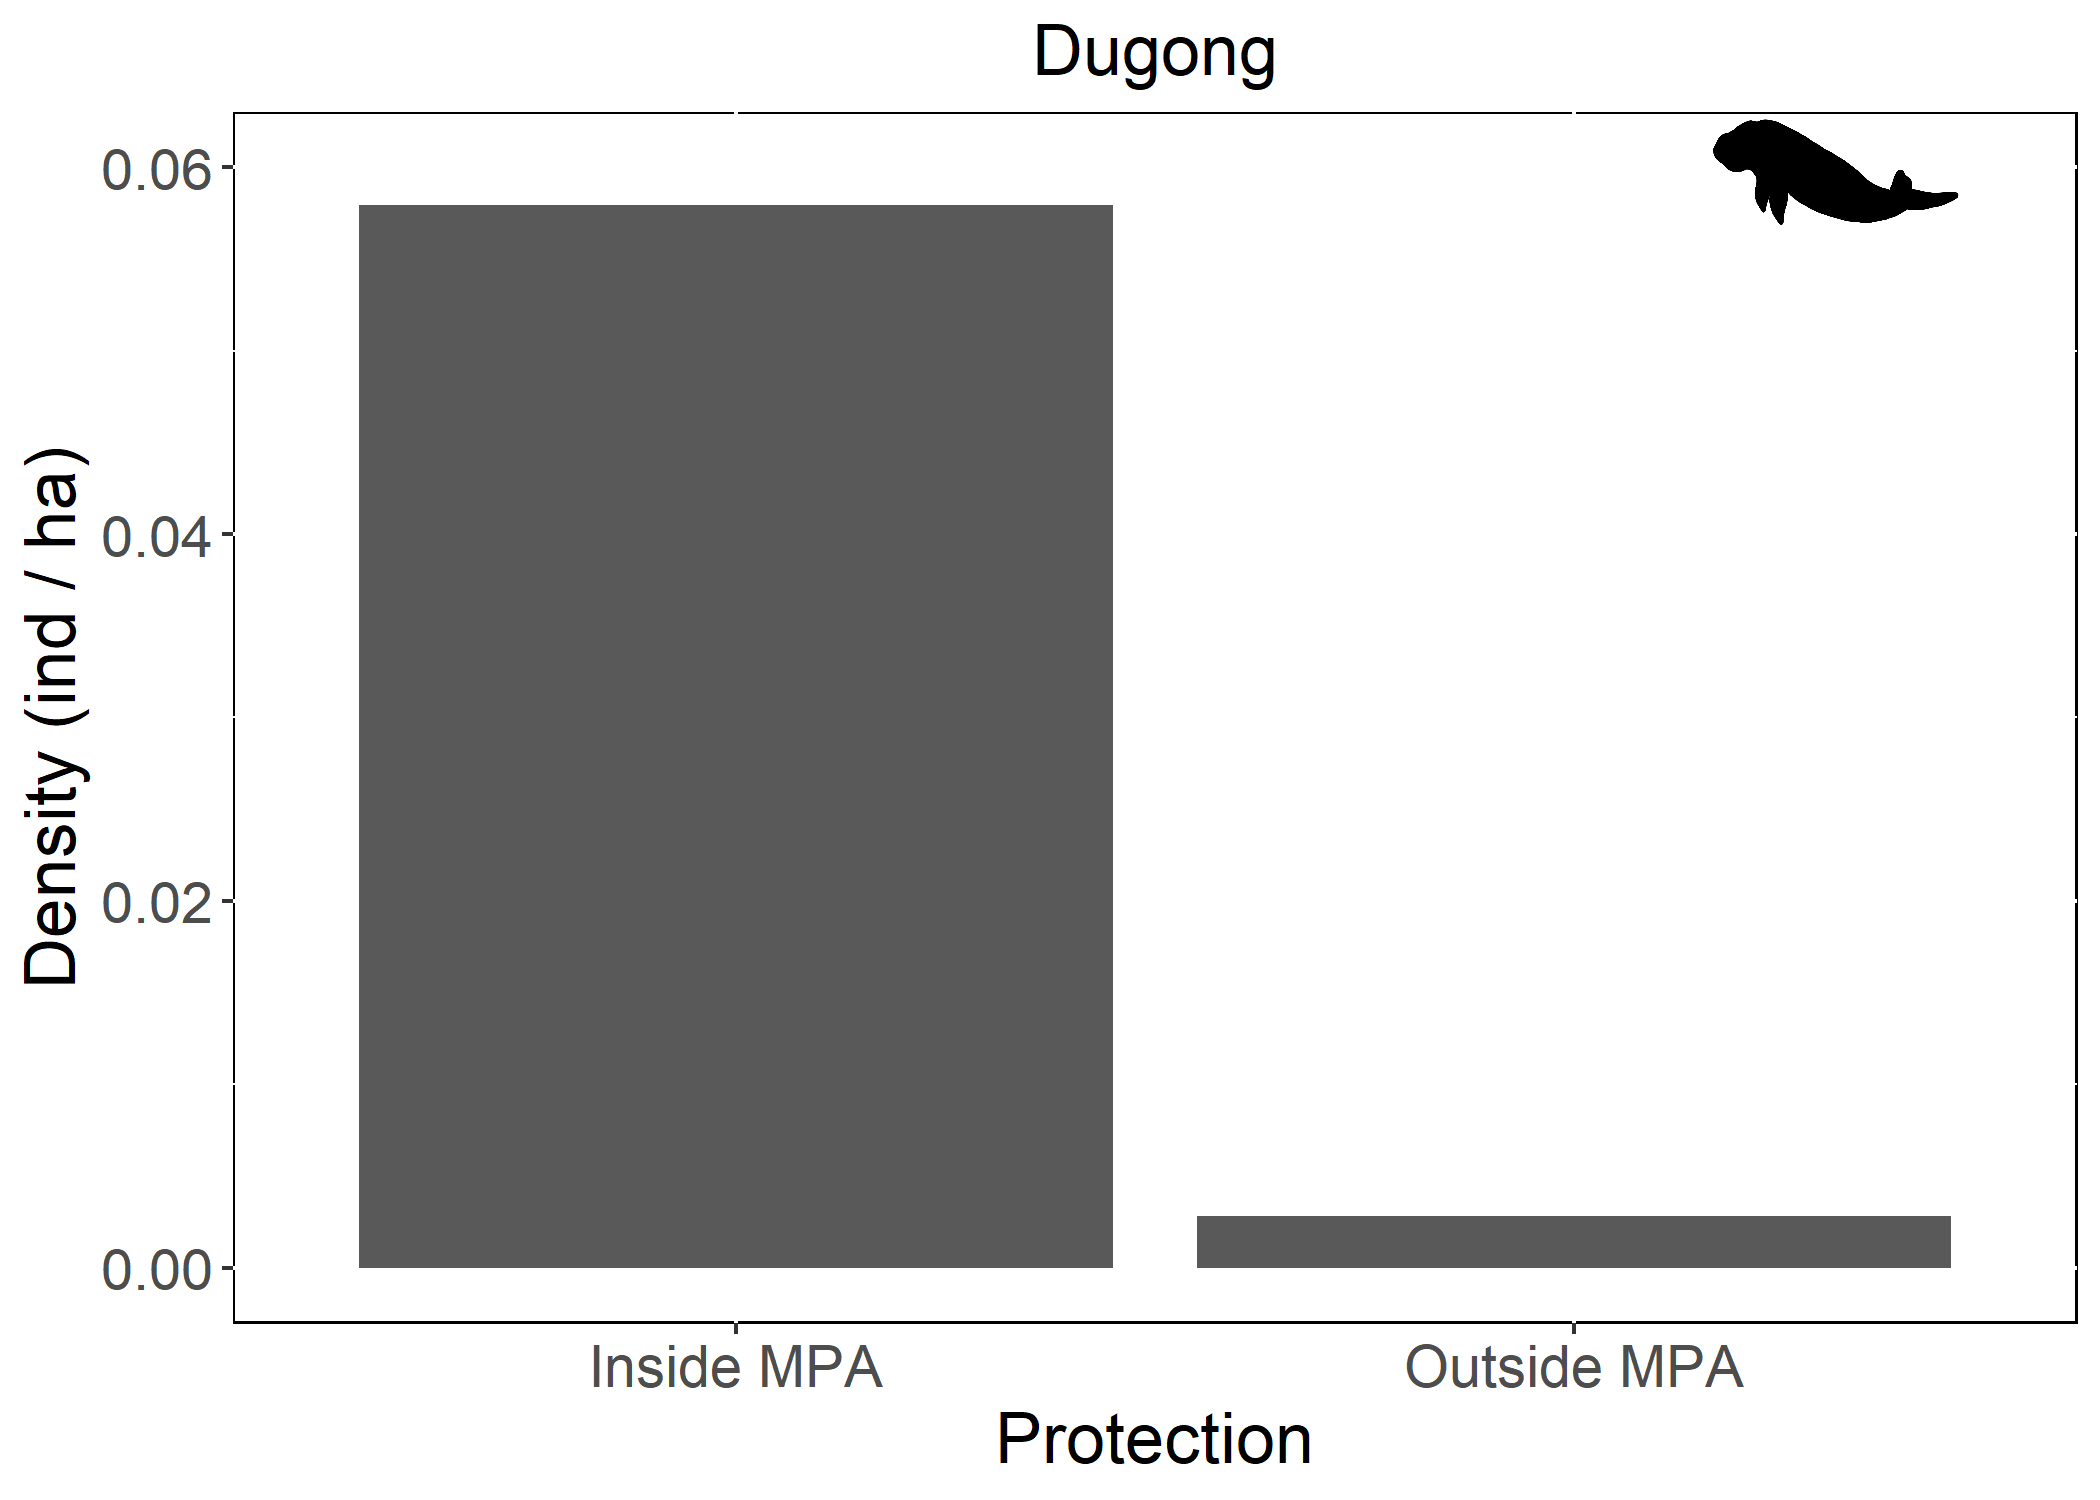 Dugong
0.06
0.04
0.02
0.00
Density (ind / ha)
Inside MPA
Outside MPA
Protection